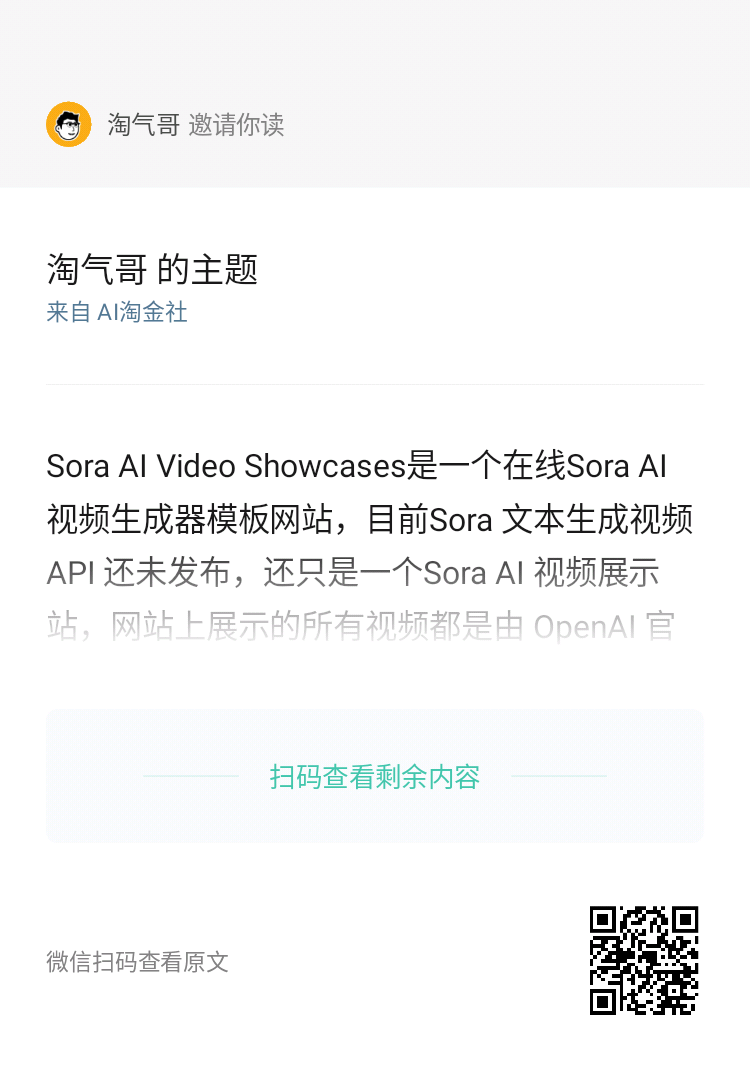 淘气哥 邀请你读
淘气哥 的主题
来自 AI淘金社
Sora AI Video Showcases是一个在线Sora AI
视频生成器模板网站，目前Sora 文本生成视频
API 还未发布，还只是一个Sora AI 视频展示
站，网站上展示的所有视频都是由 OpenAI 官
扫码查看剩余内容
微信扫码查看原文